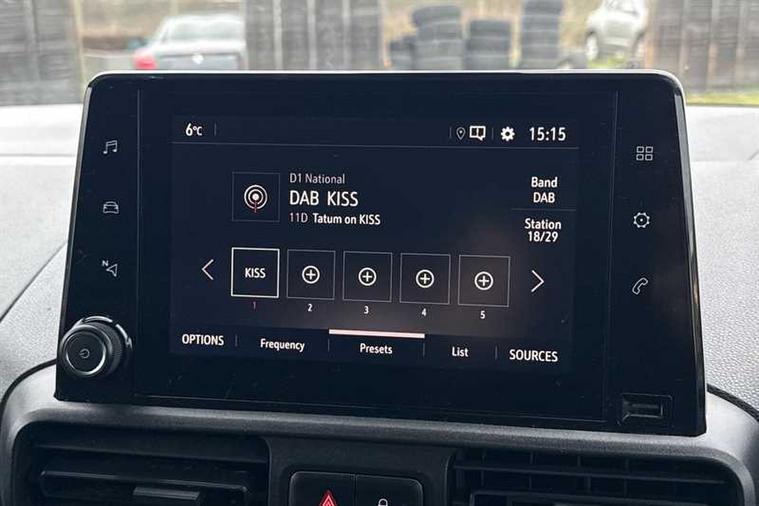 6°C
15:15
D1 National
DAB KISS
11D Tatum on KISS
Band
DAB
Station
18/29
KISS
1 2 3 4 5
OPTIONS Frequency Presets List SOURCES
N